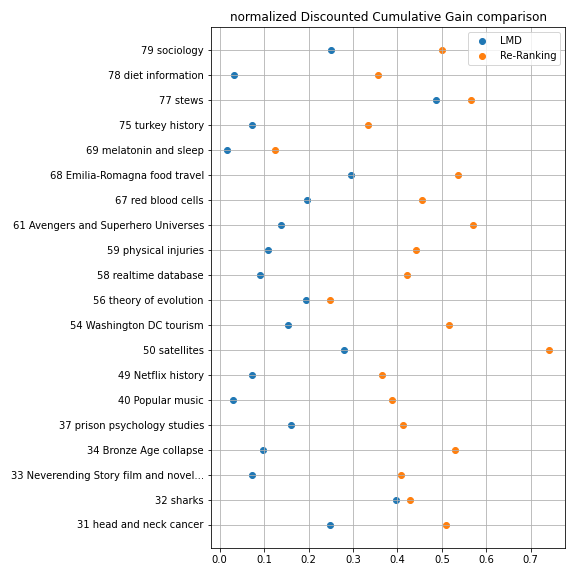 normalized Discounted Cumulative Gain comparison
LMD
Re-Ranking
79 sociology
78 diet information
77 stews
75 turkey history
69 melatonin and sleep
68 Emilia-Romagna food travel
67 red blood cells
61 Avengers and Superhero Universes
59 physical injuries
58 realtime database
56 theory of evolution
54 Washington DC tourism
50 satellites
49 Netflix history
40 Popular music
37 prison psychology studies
34 Bronze Age collapse
33 Neverending Story film and novel...
32 sharks
31 head and neck cancer
0.0 0.1 0.2 0.3 0.4 0.5 0.6 0.7